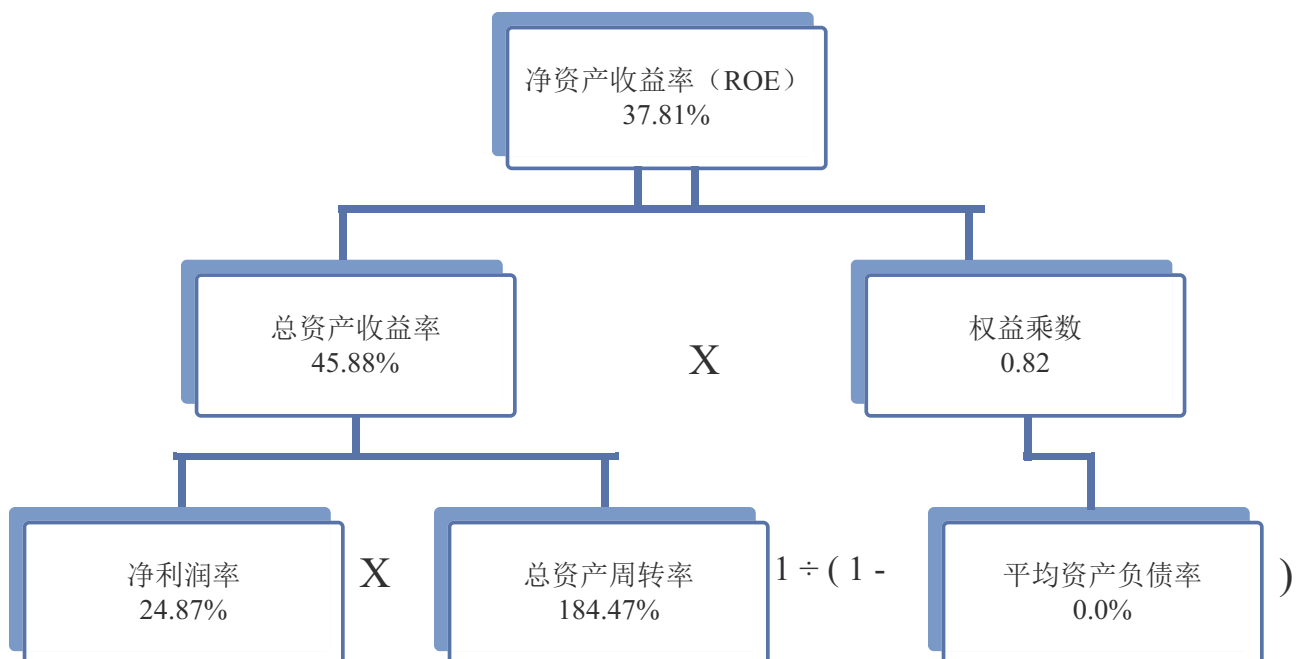 净资产收益率（ROE）
37.81%
总资产收益率
45.88%
X
权益乘数
0.82
净利润率
24.87%
X
总资产周转率
184.47%
1 ÷ ( 1 -
平均资产负债率
0.0%
)